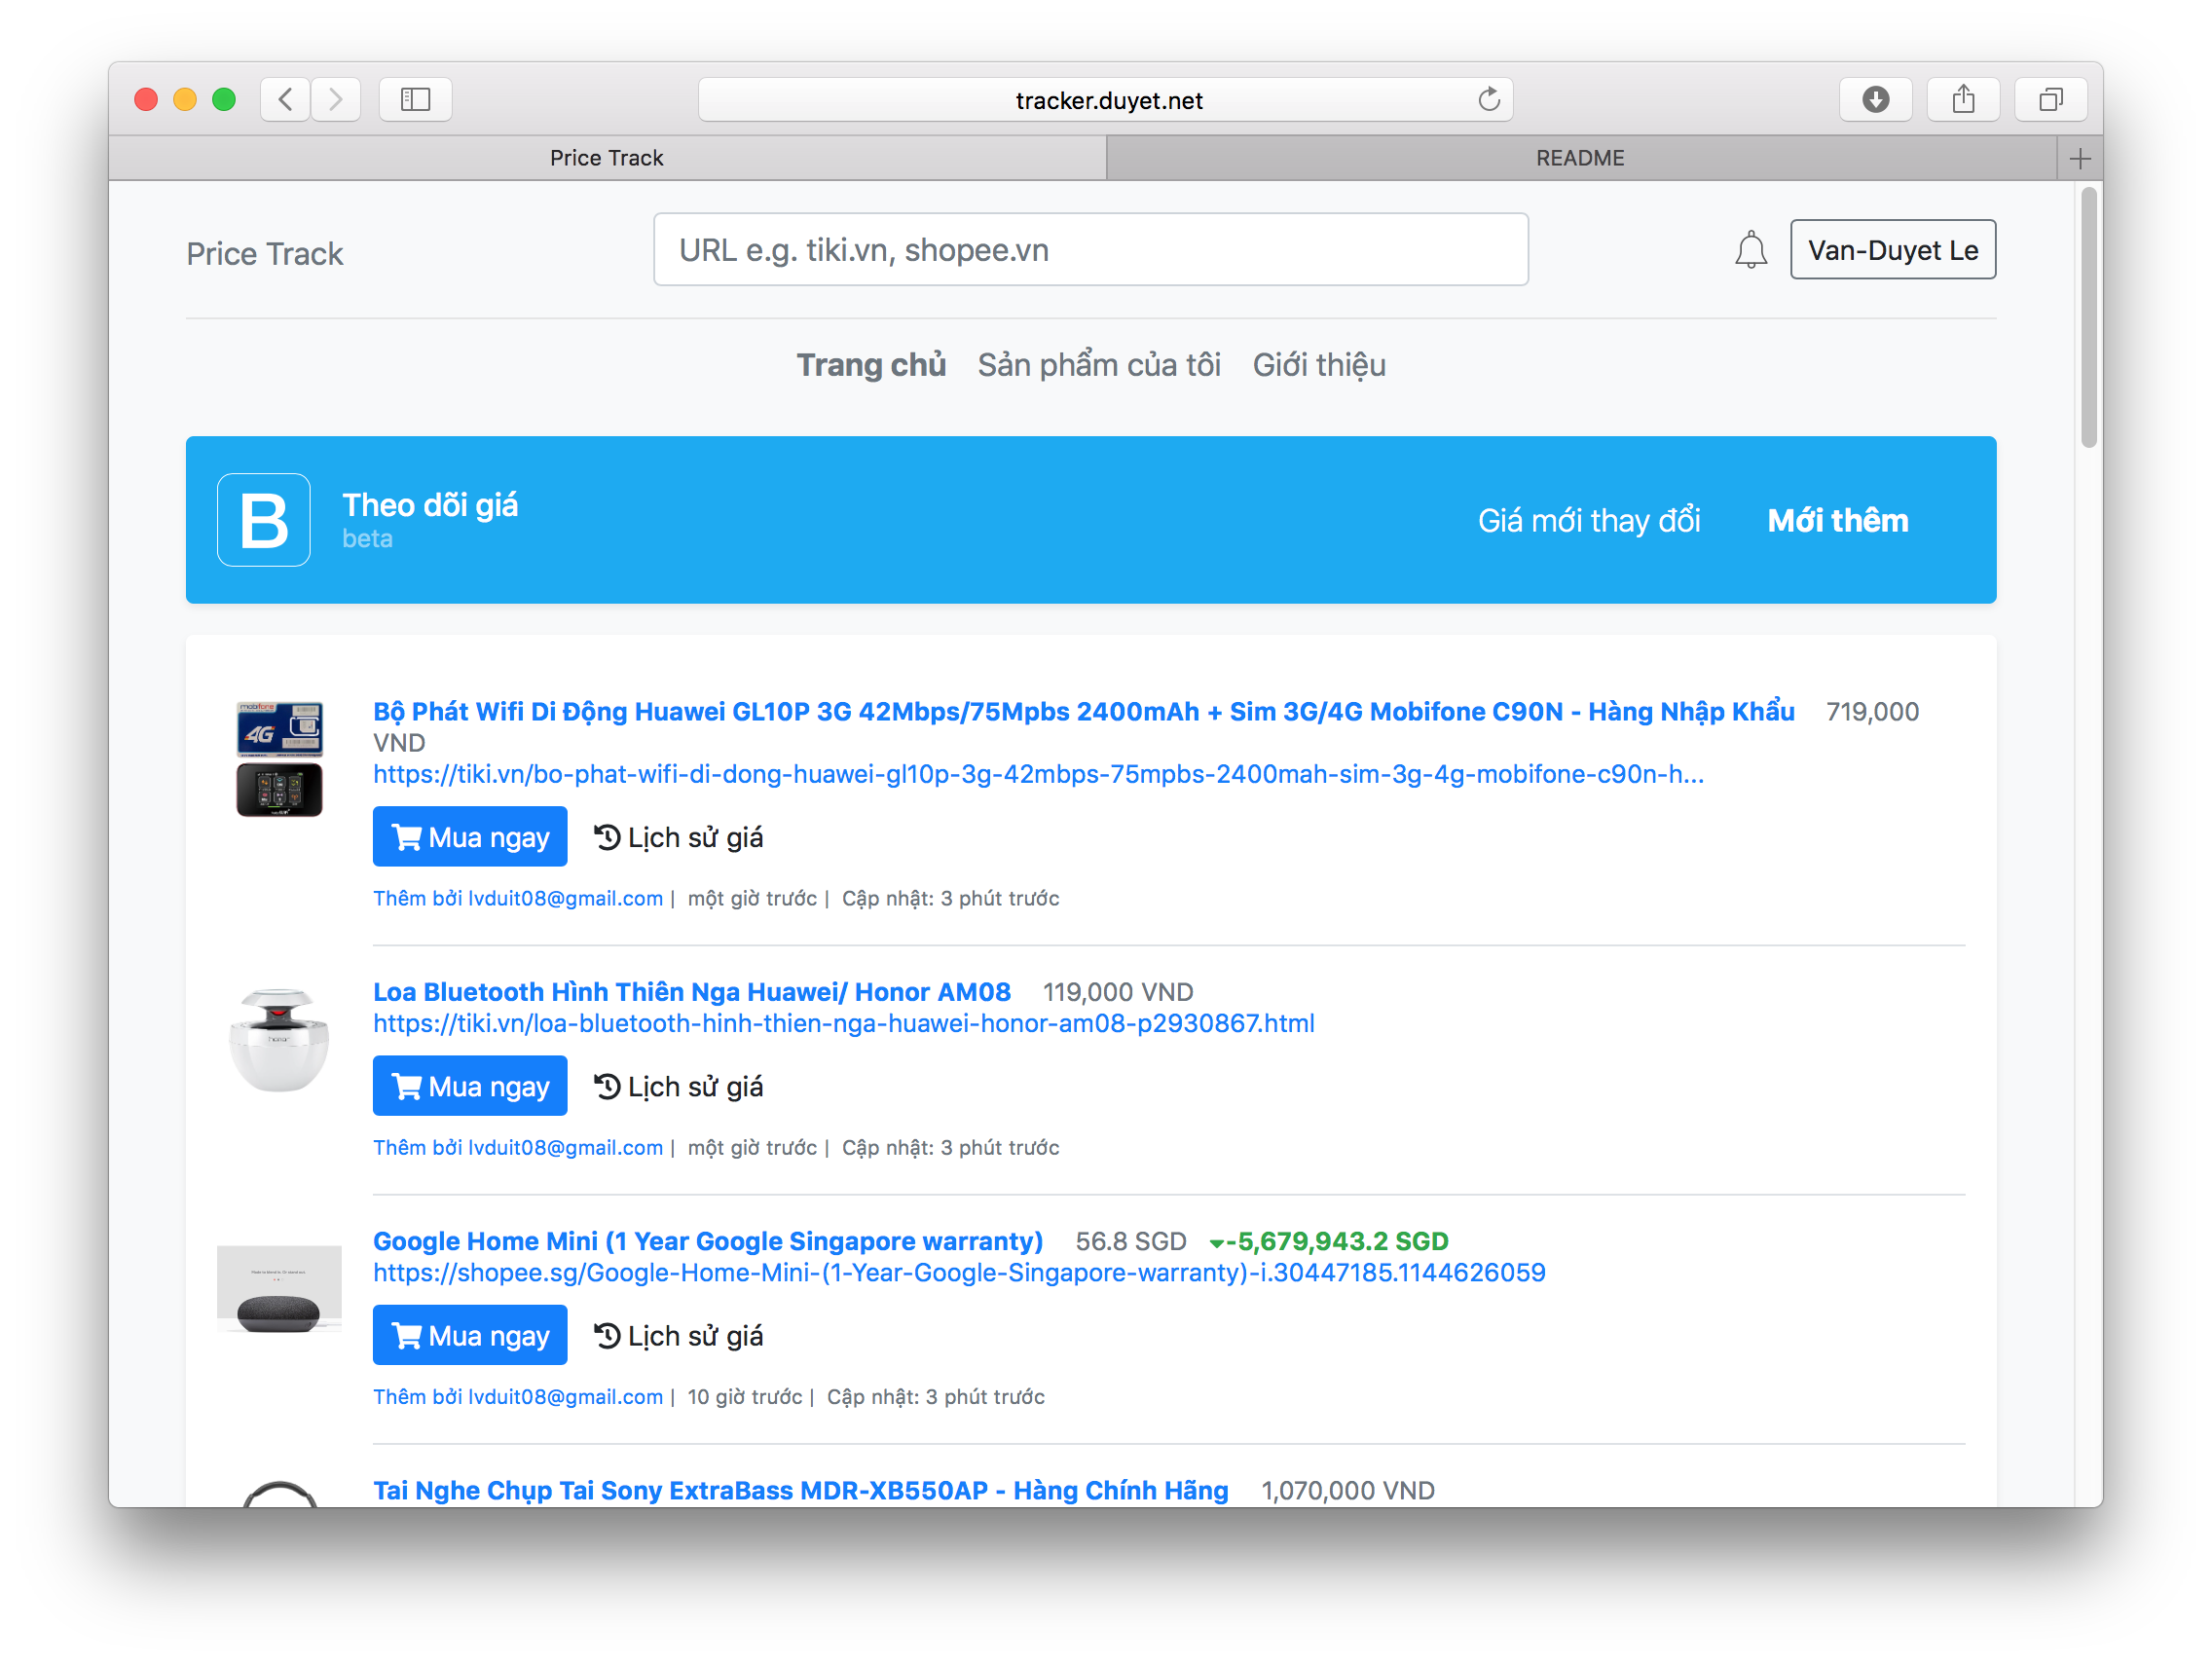 tracker.duyet.net
Price Track
README
Price Track
URL e.g. tiki.vn, shopee.vn
Van-Duyet Le
Trang chủ Sản phẩm của tôi Giới thiệu
B
Theo dõi giá
beta
Giá mới thay đổi Mới thêm
mobifone
4G
Bộ Phát Wifi Di Động Huawei GL10P 3G 42Mbps/75Mpbs 2400mAh + Sim 3G/4G Mobifone C90N - Hàng Nhập Khẩu 719,000
VND
https://tiki.vn/bo-phat-wifi-di-dong-huawei-gl10p-3g-42mbps-75mpbs-2400mah-sim-3g-4g-mobifone-c90n-h...
Mua ngay Lịch sử giá
Thêm bởi lvduit08@gmail.com | một giờ trước | Cập nhật: 3 phút trước
honor
Loa Bluetooth Hình Thiên Nga Huawei/ Honor AM08 119,000 VND
https://tiki.vn/loa-bluetooth-hinh-thien-nga-huawei-honor-am08-p2930867.html
Mua ngay Lịch sử giá
Thêm bởi lvduit08@gmail.com | một giờ trước | Cập nhật: 3 phút trước
Google Home Mini (1 Year Google Singapore warranty) 56.8 SGD -5,679,943.2 SGD
https://shopee.sg/Google-Home-Mini-(1-Year-Google-Singapore-warranty)-i.30447185.1144626059
Mua ngay Lịch sử giá
Thêm bởi lvduit08@gmail.com | 10 giờ trước | Cập nhật: 3 phút trước
Tai Nghe Chụp Tai Sony ExtraBass MDR-XB550AP - Hàng Chính Hãng 1,070,000 VND